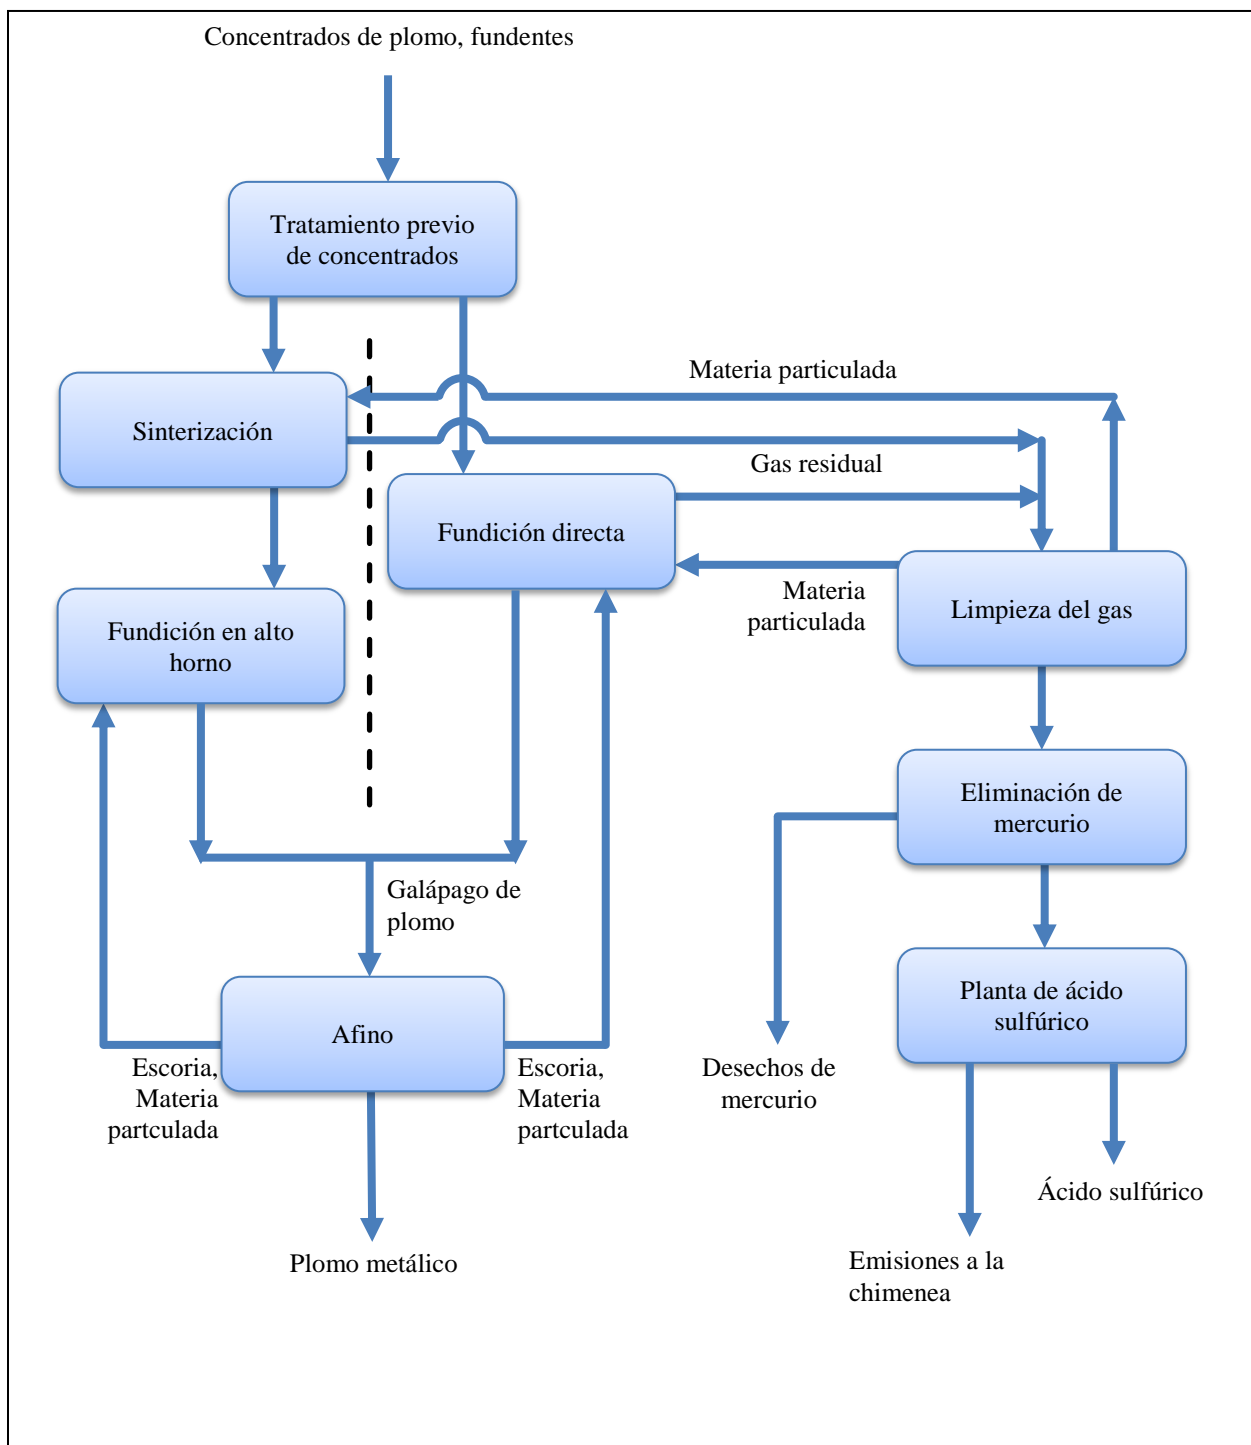 Concentrados de plomo, fundentes
Tratamiento previo
de concentrados
Materia particulada
Sinterización
Gas residual
Fundición directa
Materia
particulada
Limpieza del gas
Fundición en alto
horno
Eliminación de
mercurio
Galápago de
plomo
Planta de ácido
sulfúrico
Afino
Escoria,
Materia
partculada
Escoria,
Materia
partculada
Desechos de
mercurio
Ácido sulfúrico
Plomo metálico
Emisiones a la
chimenea